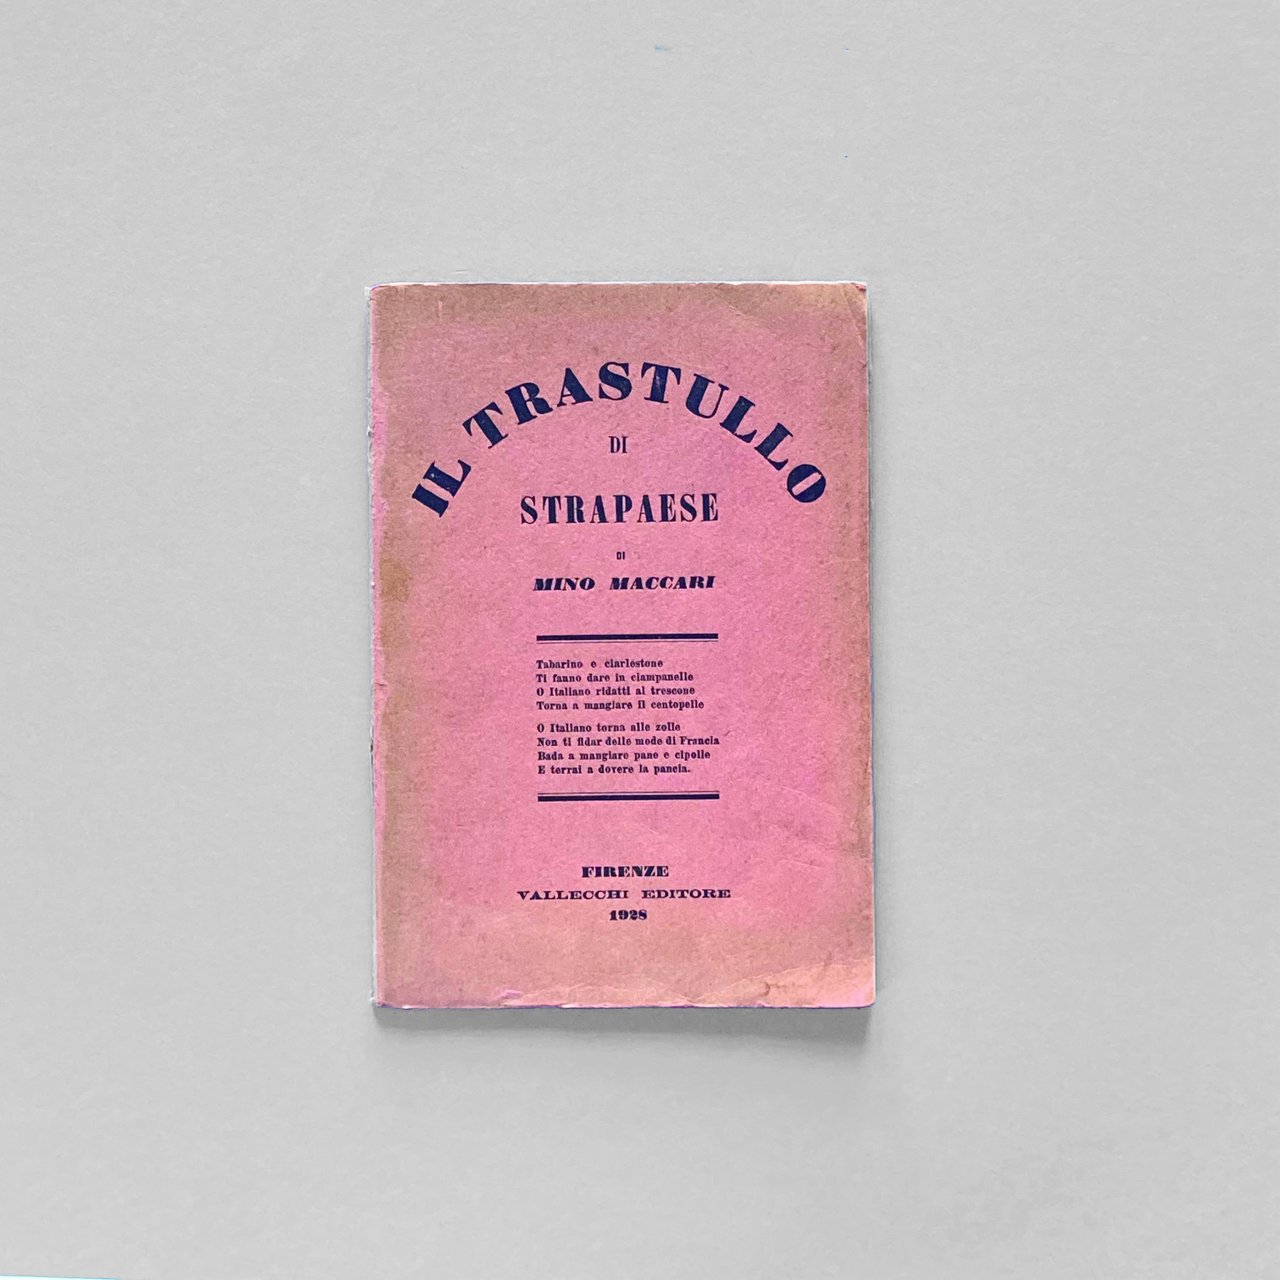 IL TRASTULLO
DI
STRAPAESE
DI
MINO MACCARI
Tabarino e ciarlestone
Ti fanno dare in ciampanelle
O Italiano ridatti al trescone
Torna a mangiare il centopelle
O Italiano torna alle zolle
Non ti fidar delle mode di Francia
Bada a mangiare pane e cipolle
E terrai a dovere la pancia.
FIRENZE
VALLECCHI EDITORE
1928